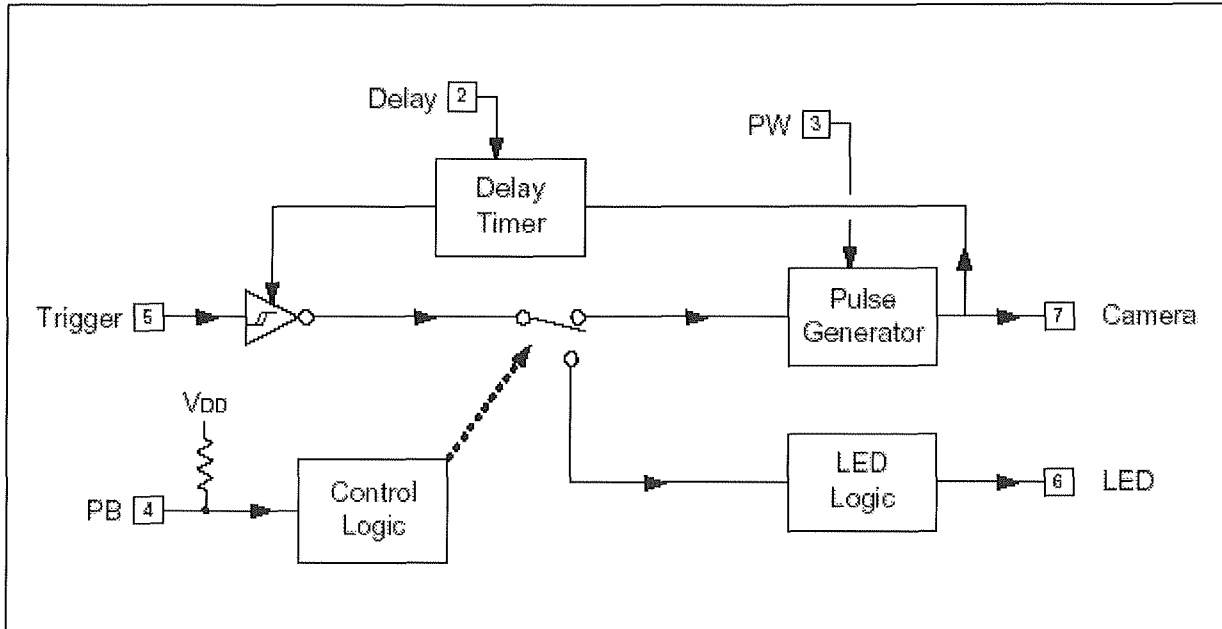 Delay 2
PW 3
Delay
Timer
Trigger 5
Pulse
Generator
7 Camera
VDD
PB 4
Control
Logic
LED
Logic
6 LED